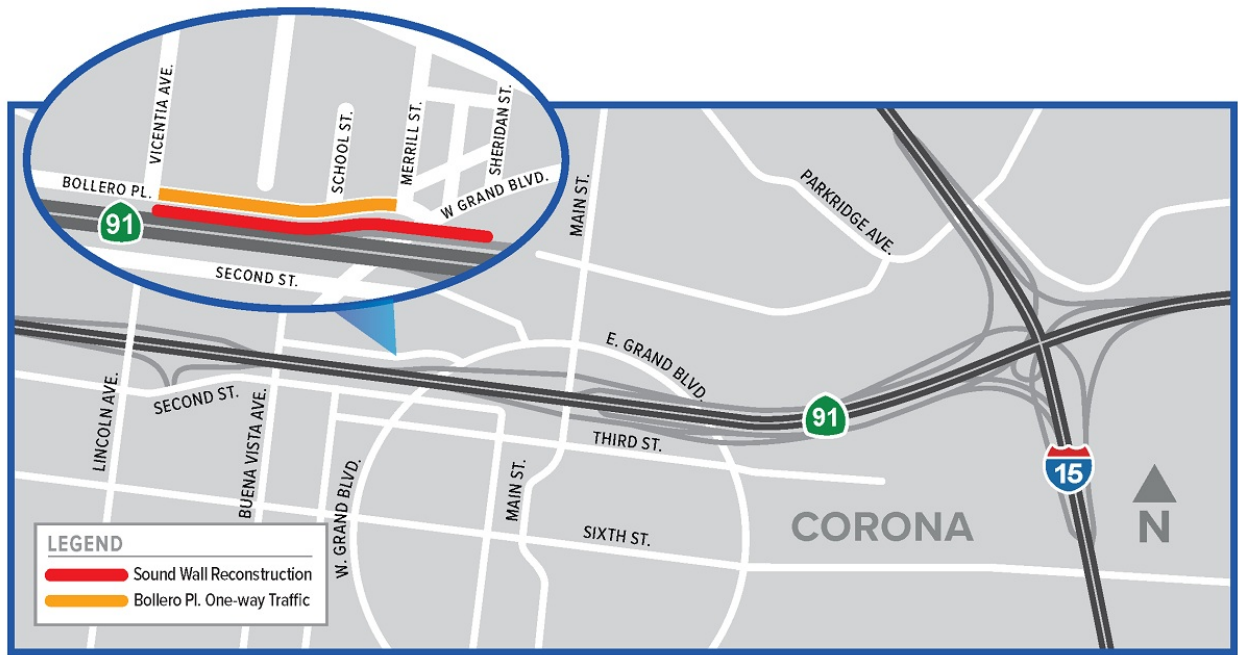 VICENTIA AVE.
SCHOOL ST.
MERRILL ST.
SHERIDAN ST.
BOLLERO PL.
W GRAND BLVD.
91
SECOND ST.
MAIN ST.
PARKRIDGE AVE.
E. GRAND BLVD.
LINCOLN AVE.
SECOND ST.
BUENA VISTA AVE.
W. GRAND BLVD.
MAIN ST.
THIRD ST.
91
15
SIXTH ST.
CORONA
N
LEGEND
Sound Wall Reconstruction
Bollero Pl. One-way Traffic